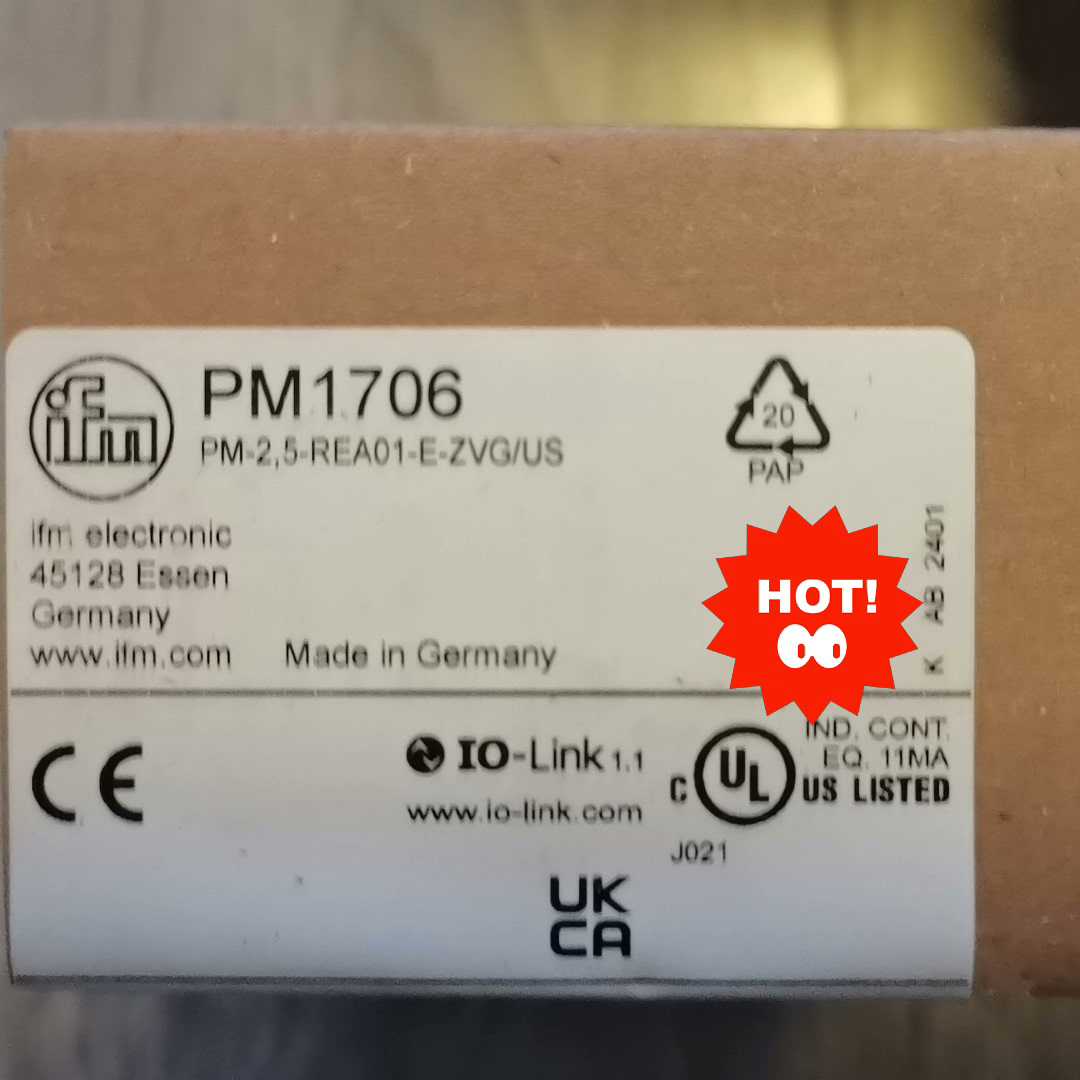 ifm
PM1706
PM-2,5-REA01-E-ZVG/US
20
PAP
ifm electronic
45128 Essen
Germany
www.ifm.com
Made in Germany
K AB 2401
HOT!
CE
IO-Link 1.1
www.io-link.com
C UL US LISTED
IND. CONT.
EQ. 11MA
J021
UK
CA